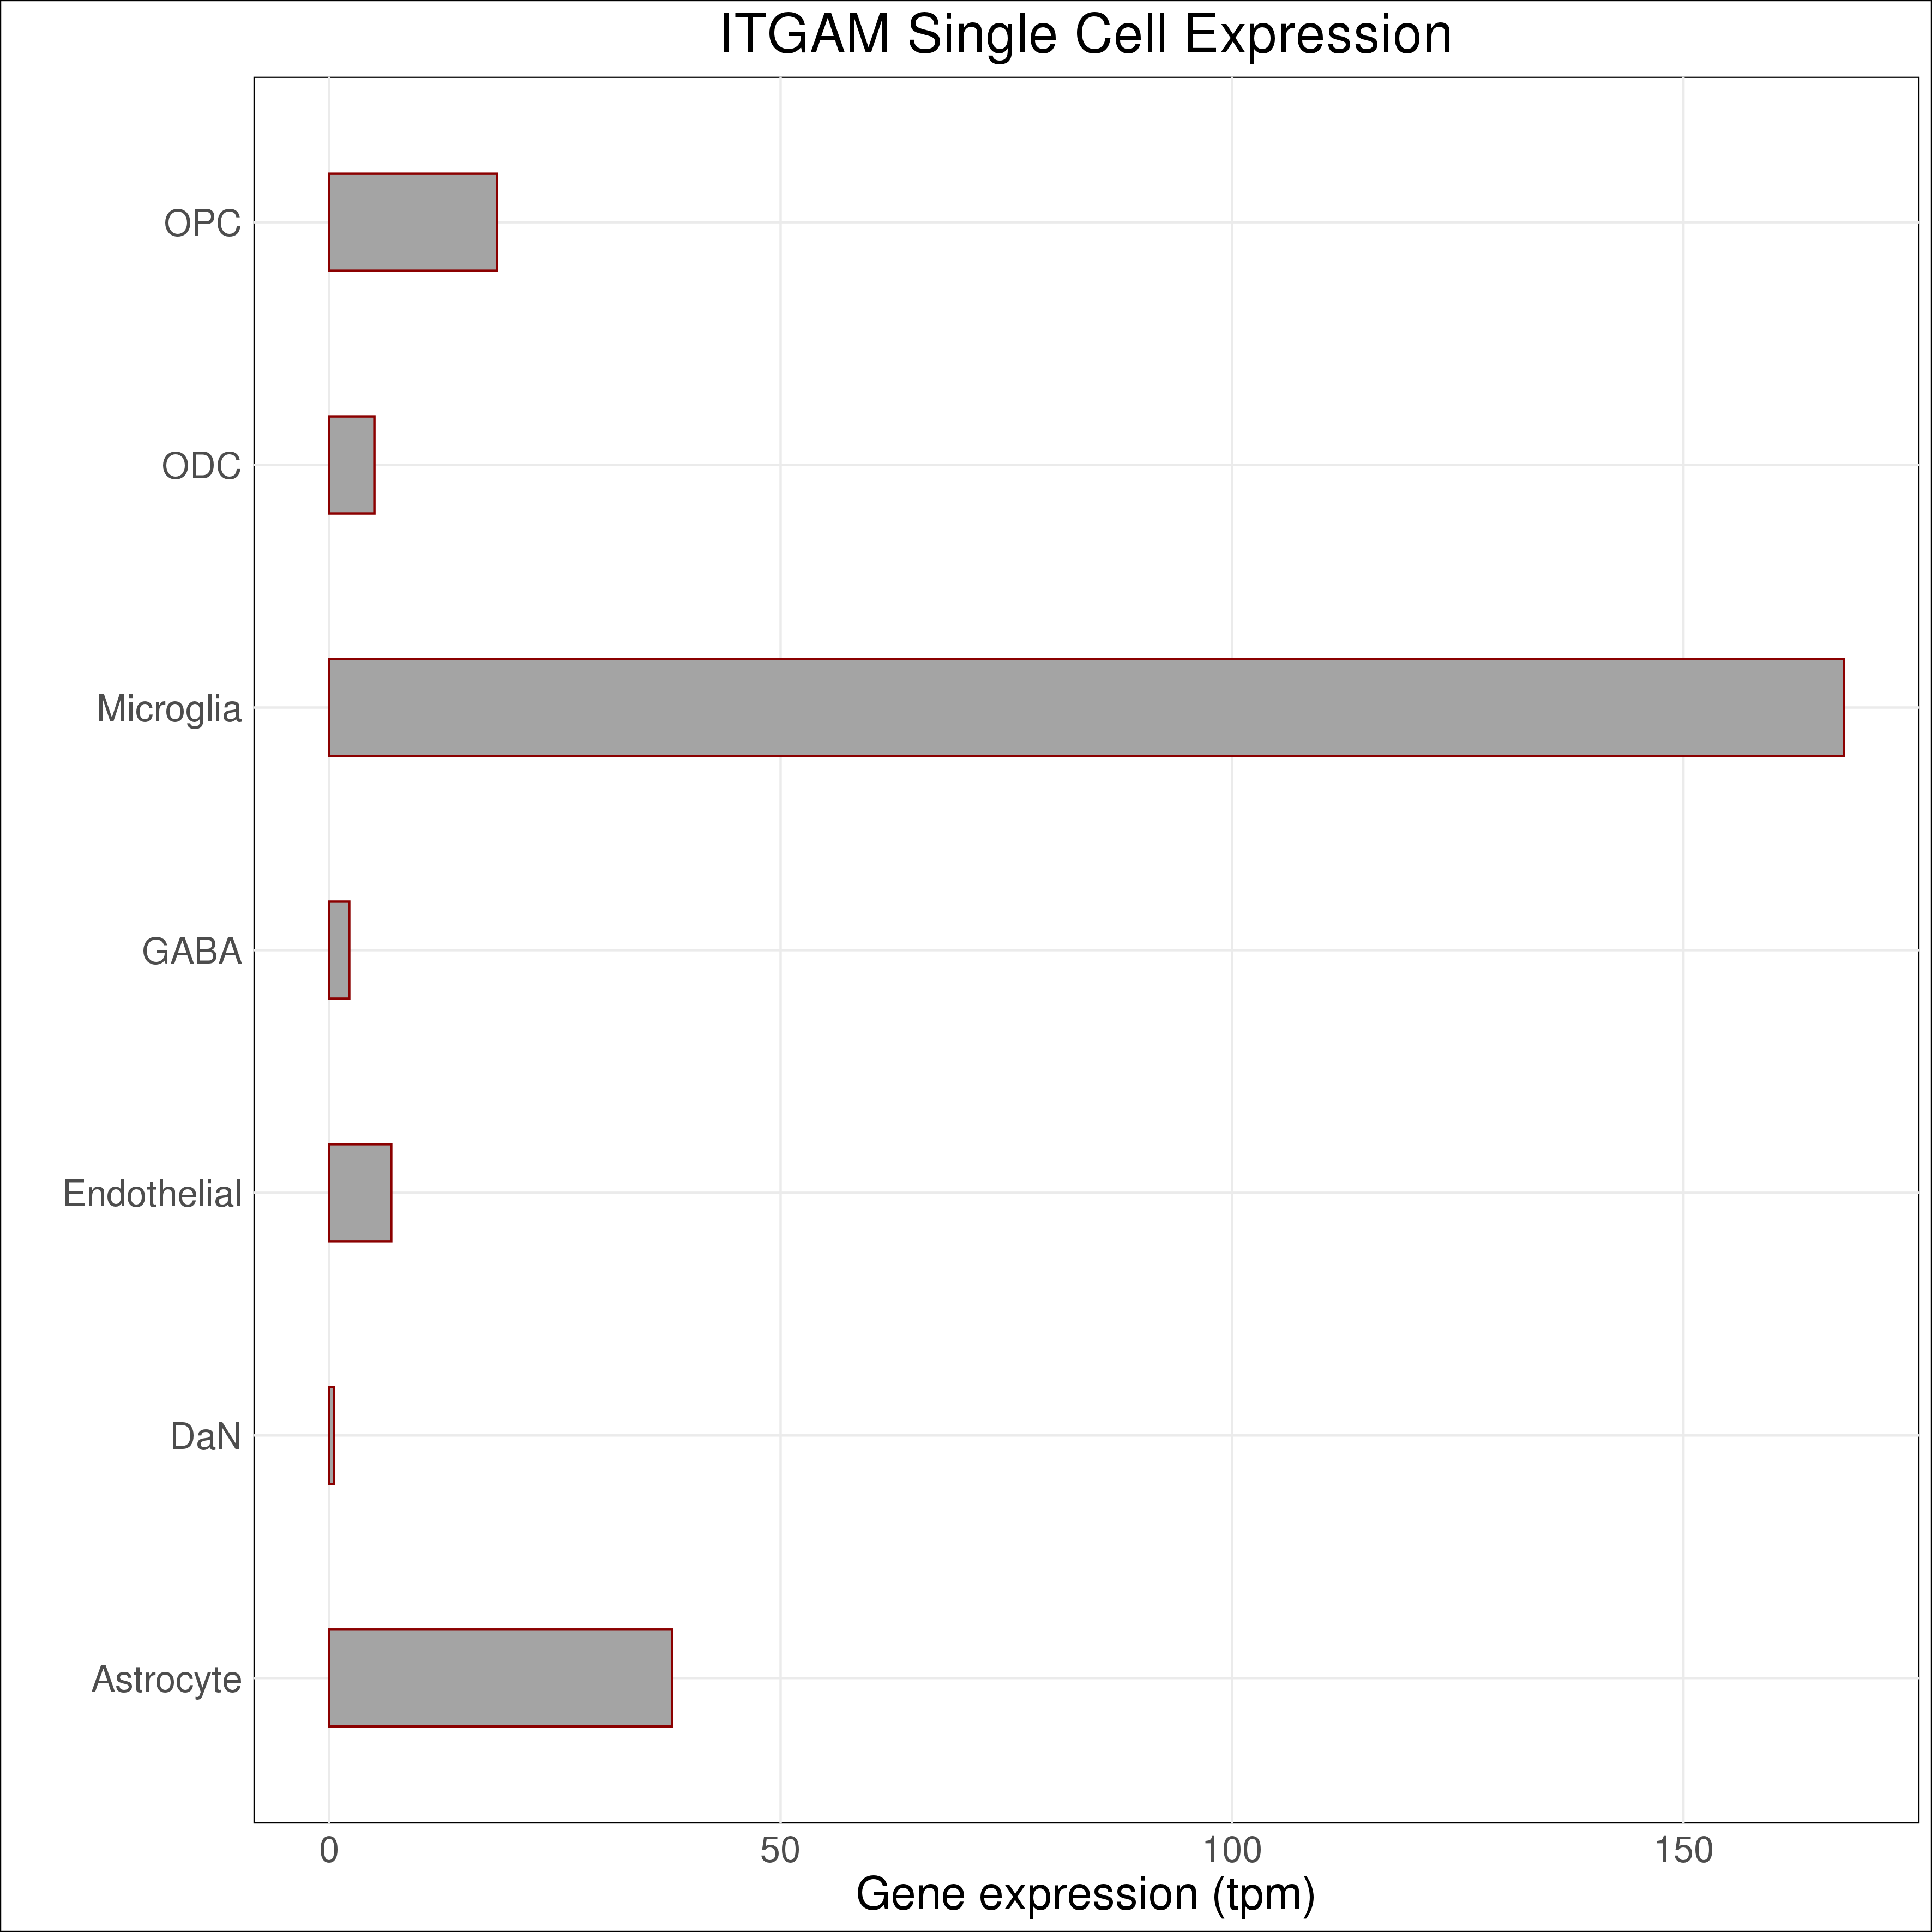 ITGAM Single Cell Expression
OPC
ODC
Microglia
GABA
Endothelial
DaN
Astrocyte
0 50 100 150
Gene expression (tpm)